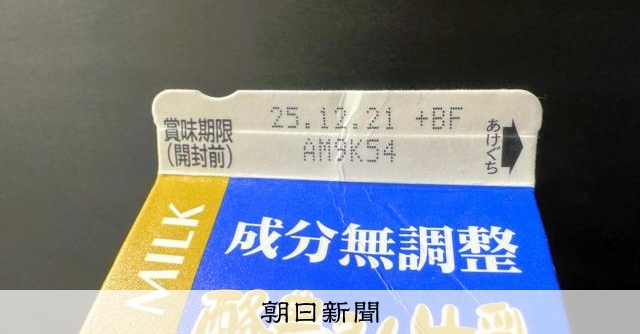 賞味期限
(開封前)
25.12.21 +BF
AM9K54
あけぐち
MILK
成分無調整
朝日新聞